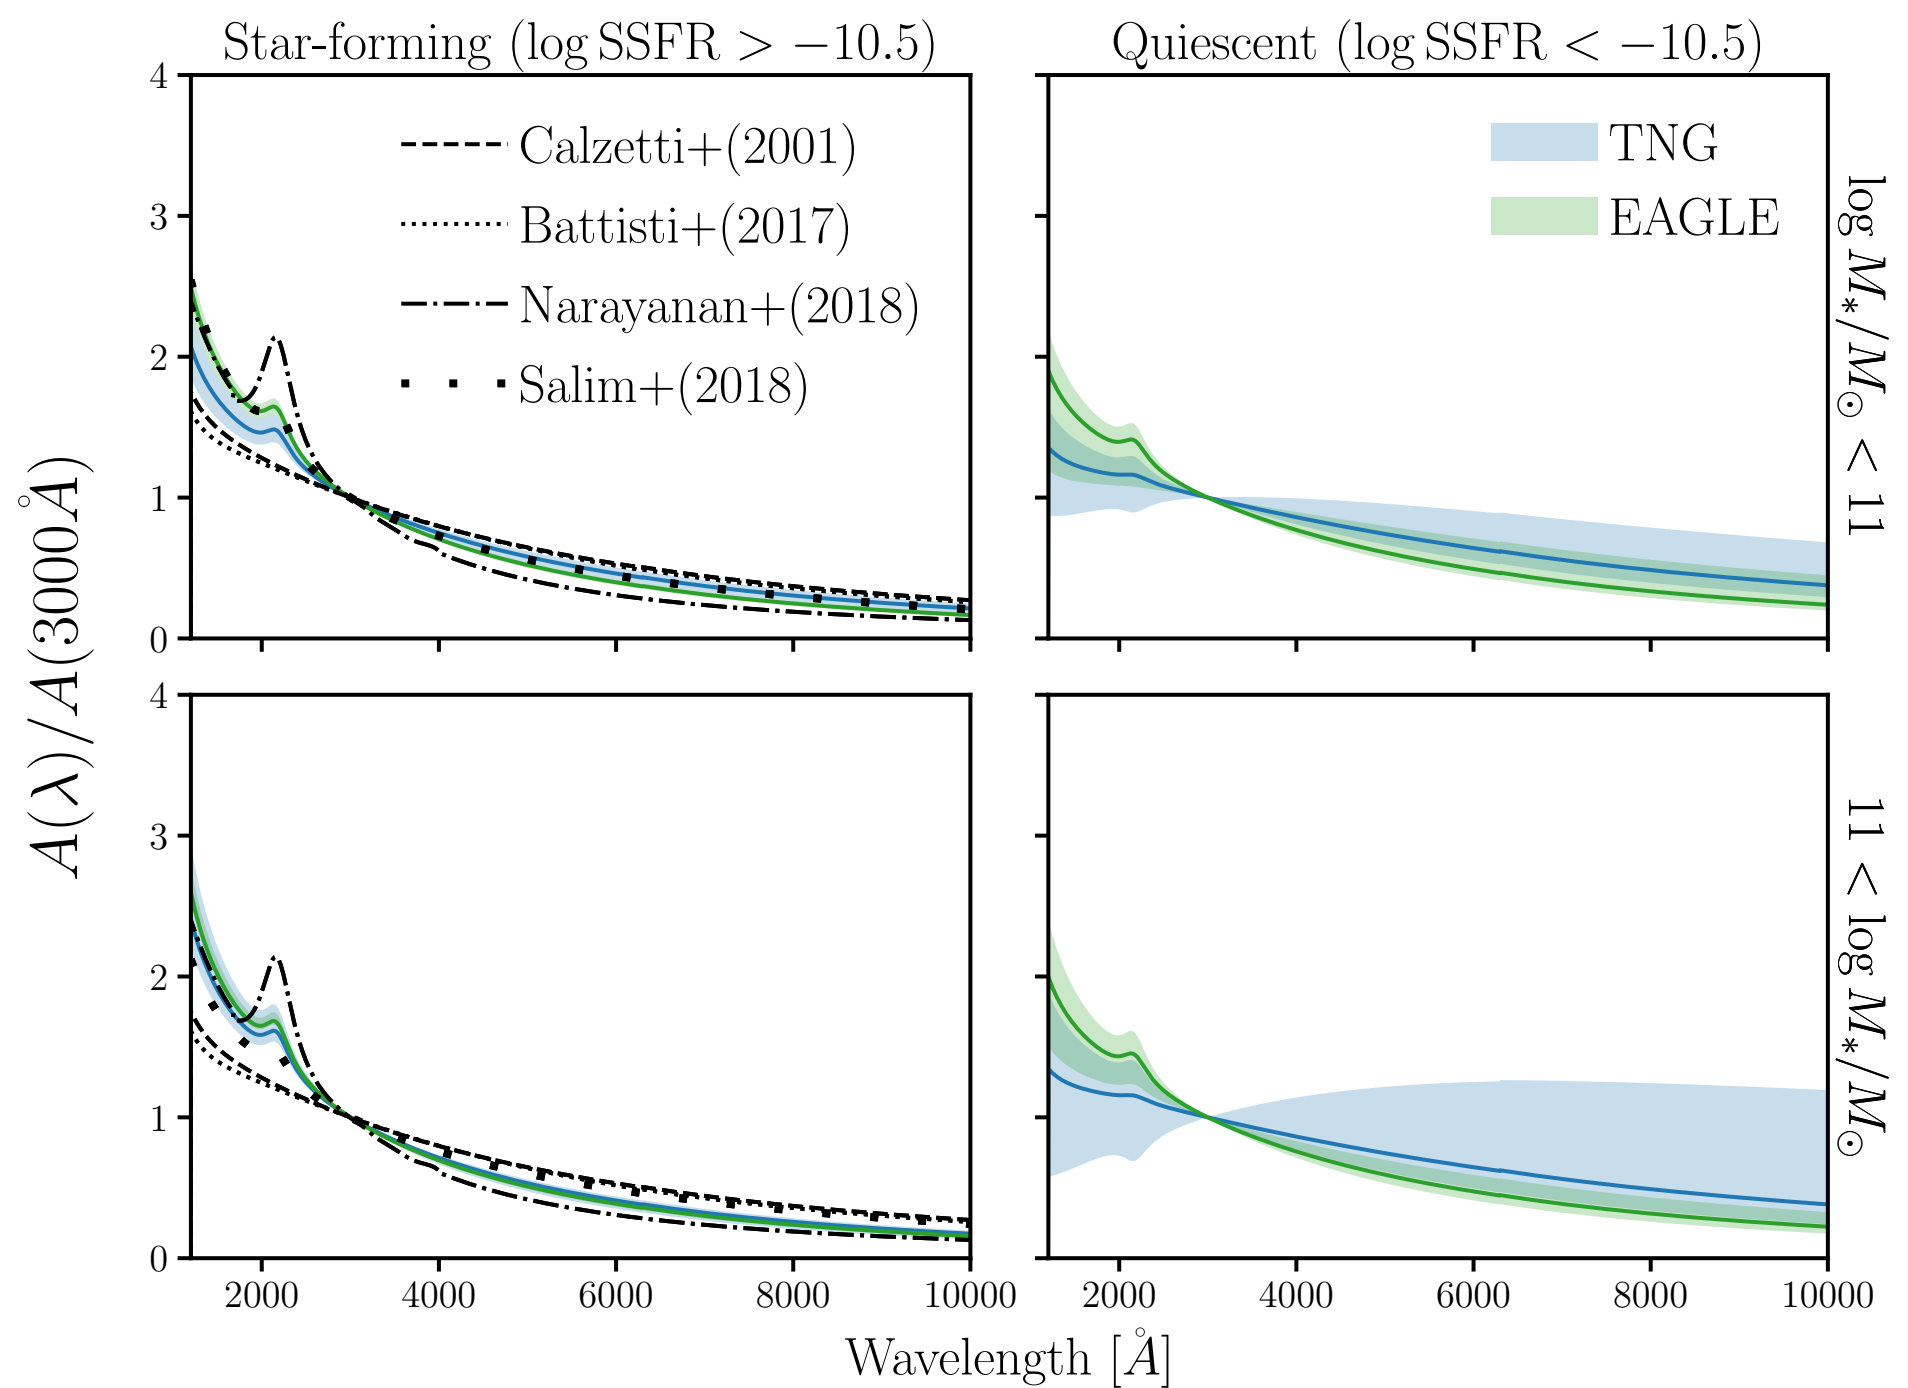 Star-forming (log SSFR > −10.5)
Quiescent (log SSFR < −10.5)
4
3
2
1
0
Calzetti+(2001)
Battisti+(2017)
Narayanan+(2018)
Salim+(2018)
TNG
EAGLE
log M∗/M⊙ < 11
A(λ)/A(3000Å)
4
3
2
1
0
11 < log M∗/M⊙
2000 4000 6000 8000 10000
2000 4000 6000 8000 10000
Wavelength [Å]